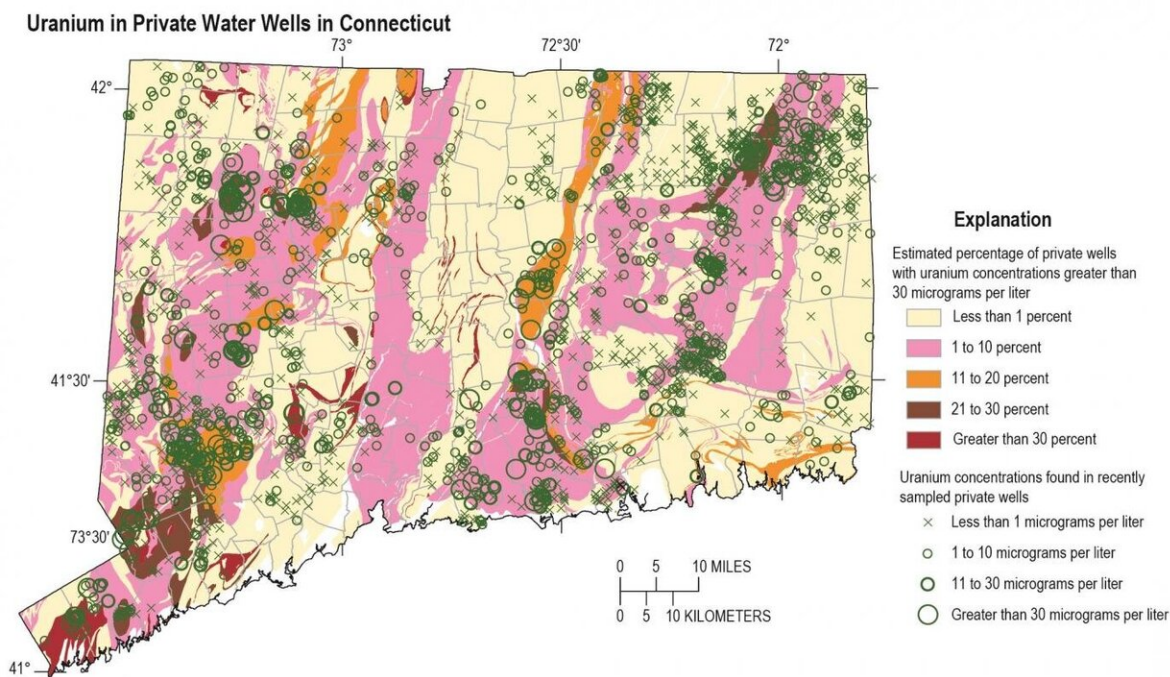 Uranium in Private Water Wells in Connecticut
73°
72°30'
72°
42°
41°30'
73°30'
41°
0 5 10 MILES
0 5 10 KILOMETERS
Explanation
Estimated percentage of private wells
with uranium concentrations greater than
30 micrograms per liter
Less than 1 percent
1 to 10 percent
11 to 20 percent
21 to 30 percent
Greater than 30 percent
Uranium concentrations found in recently
sampled private wells
Less than 1 micrograms per liter
1 to 10 micrograms per liter
11 to 30 micrograms per liter
Greater than 30 micrograms per liter